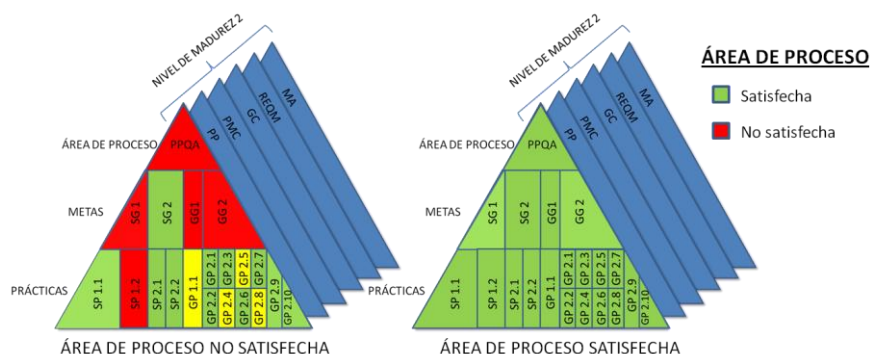 NIVEL DE MADUREZ 2
PP
PMC
GC
REQM
MA
ÁREA DE PROCESO
PPQA
METAS
SG 1
SG 2
GG1
GG 2
PRÁCTICAS
SP 1.1
SP 1.2
SP 2.1
SP 2.2
GP 1.1
GP 2.1
GP 2.3
GP 2.5
GP 2.7
GP 2.2
GP 2.4
GP 2.6
GP 2.8
GP 2.9
GP 2.10
ÁREA DE PROCESO NO SATISFECHA
NIVEL DE MADUREZ 2
PP
PMC
GC
REQM
MA
ÁREA DE PROCESO
PPQA
METAS
SG 1
SG 2
GG1
GG 2
PRÁCTICAS
SP 1.1
SP 1.2
SP 2.1
SP 2.2
GP 1.1
GP 2.1
GP 2.3
GP 2.5
GP 2.7
GP 2.2
GP 2.4
GP 2.6
GP 2.8
GP 2.9
GP 2.10
ÁREA DE PROCESO SATISFECHA
ÁREA DE PROCESO
Satisfecha
No satisfecha